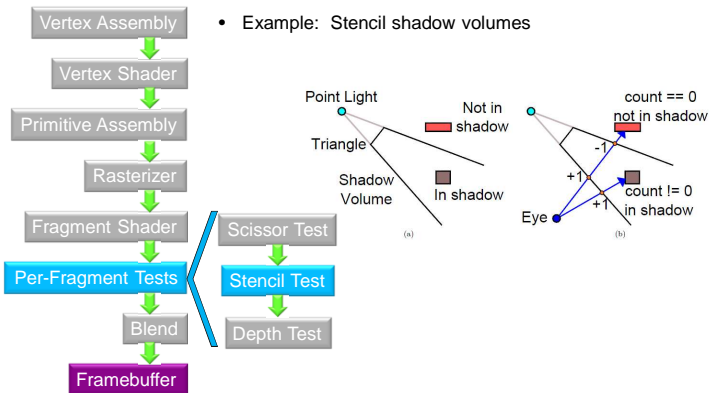 • Example: Stencil shadow volumes
Vertex Assembly
Vertex Shader
Primitive Assembly
Rasterizer
Fragment Shader
Per-Fragment Tests
Blend
Framebuffer
Scissor Test
Stencil Test
Depth Test
Point Light
Not in
shadow
Triangle
Shadow
Volume
In shadow
(a)
count == 0
not in shadow
-1
+1
+1
count != 0
in shadow
Eye
(b)